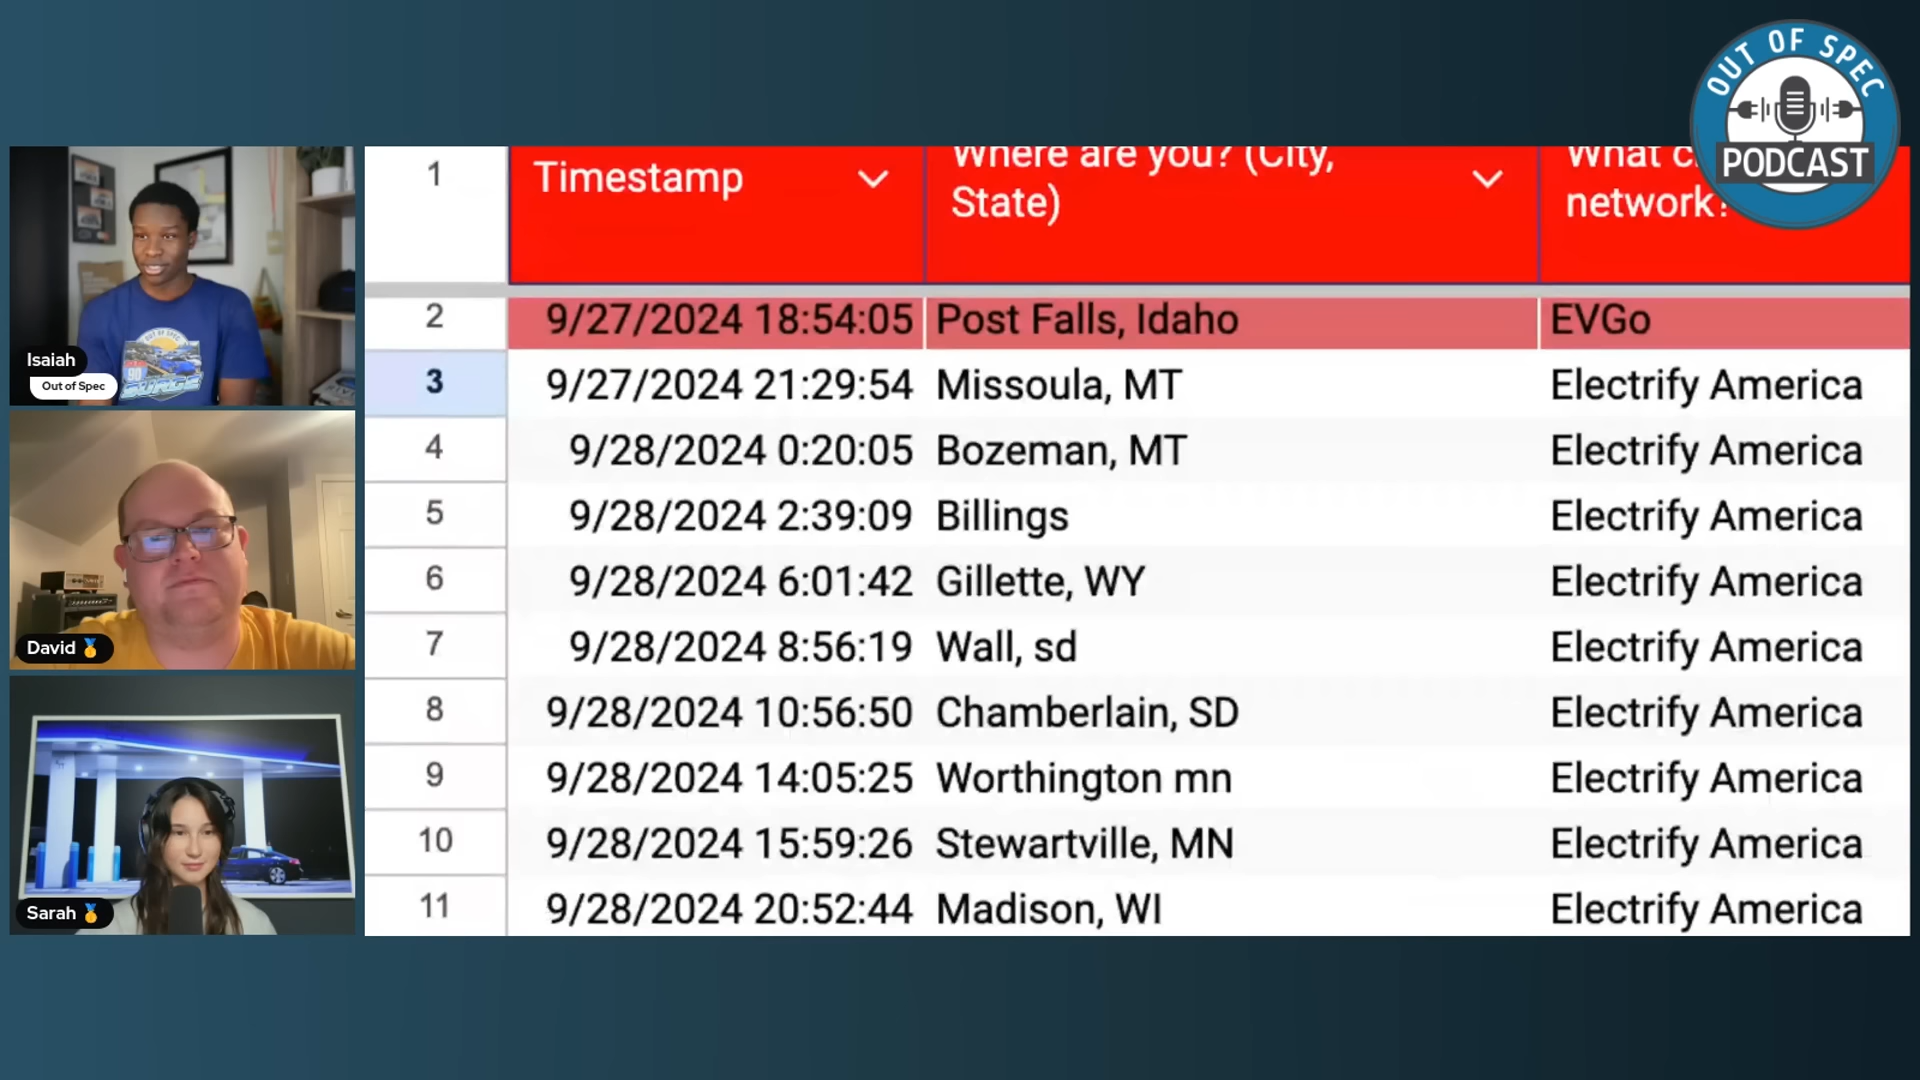 OUT OF SPEC
PODCAST
Isaiah
Out of Spec
David
Sarah
1 Timestamp Where are you? (City,
State) What c
network?
2 9/27/2024 18:54:05 Post Falls, Idaho EVGo
3 9/27/2024 21:29:54 Missoula, MT Electrify America
4 9/28/2024 0:20:05 Bozeman, MT Electrify America
5 9/28/2024 2:39:09 Billings Electrify America
6 9/28/2024 6:01:42 Gillette, WY Electrify America
7 9/28/2024 8:56:19 Wall, sd Electrify America
8 9/28/2024 10:56:50 Chamberlain, SD Electrify America
9 9/28/2024 14:05:25 Worthington mn Electrify America
10 9/28/2024 15:59:26 Stewartville, MN Electrify America
11 9/28/2024 20:52:44 Madison, WI Electrify America